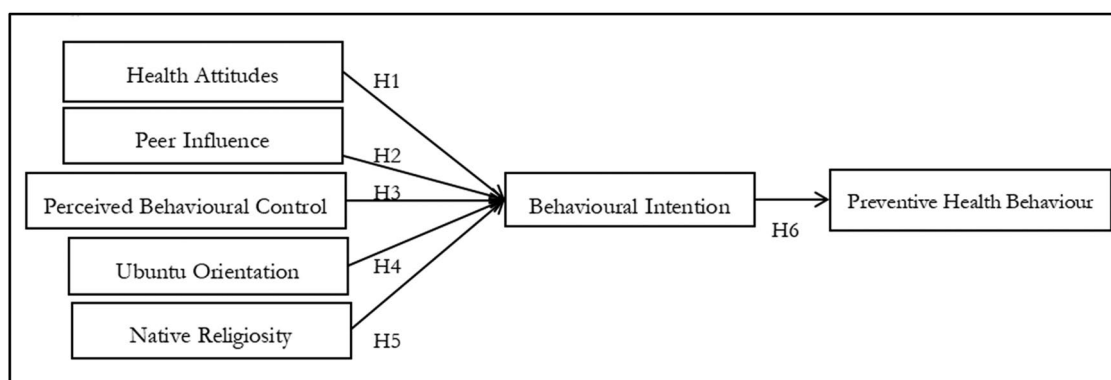 Health Attitudes
H1
Peer Influence
H2
Perceived Behavioural Control
H3
Behavioural Intention
Preventive Health Behaviour
H6
Ubuntu Orientation
H4
Native Religiosity
H5